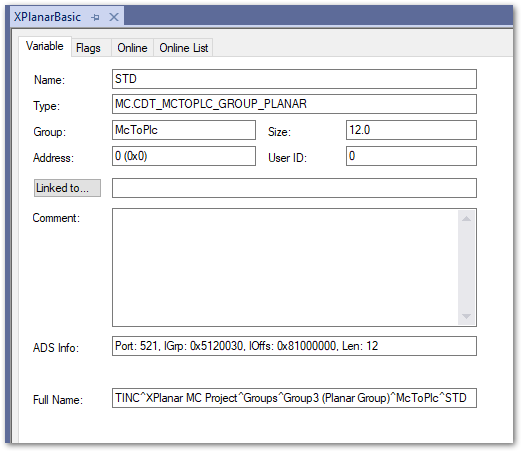 XPlanarBasic
Variable Flags Online Online List
Name: STD
Type: MC.CDT_MCTOPLC_GROUP_PLANAR
Group: McToPlc Size: 12.0
Address: 0 (0x0) User ID: 0
Linked to...
Comment:
ADS Info: Port: 521, IGrp: 0x5120030, IOffs: 0x81000000, Len: 12
Full Name: TINC^XPlanar MC Project^Groups^Group3 (Planar Group)^McToPlc^STD